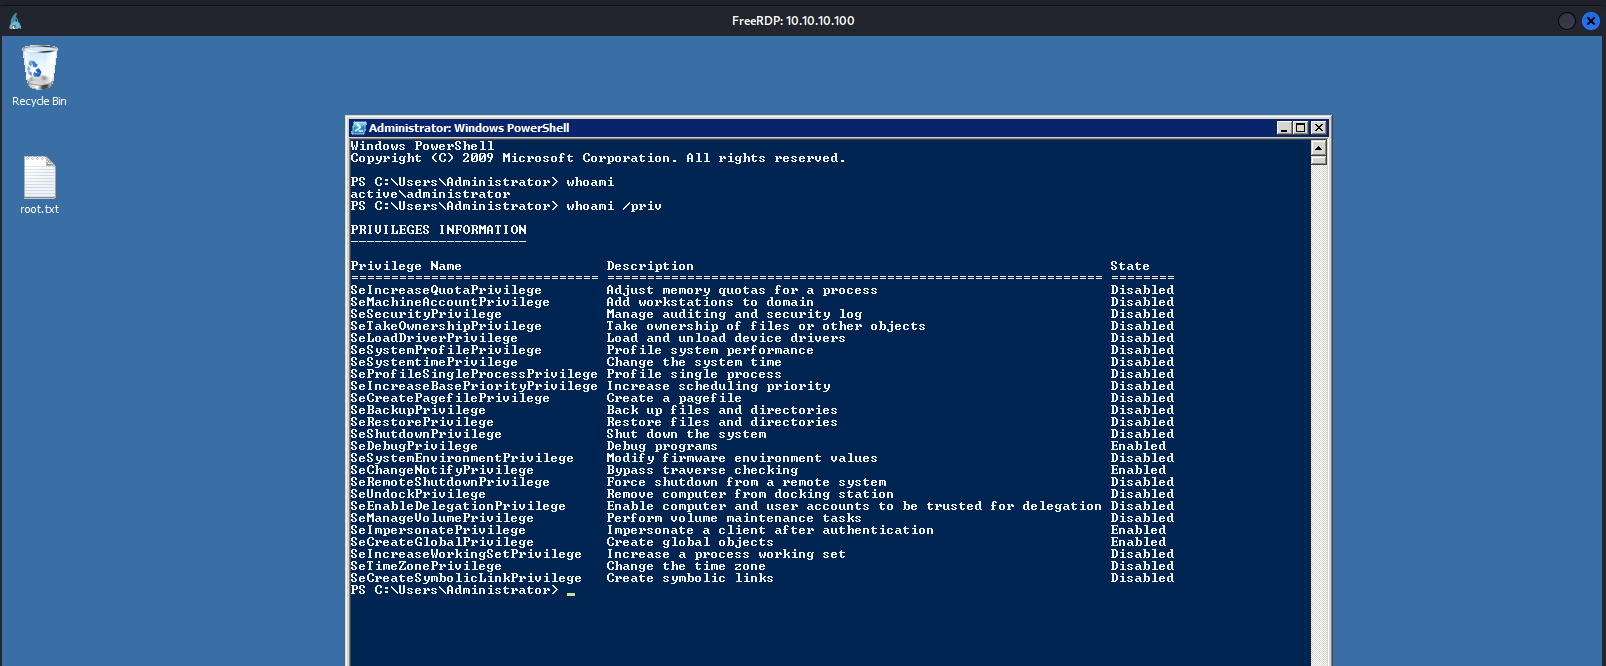 FreeRDP: 10.10.10.100
Recycle Bin
root.txt
Administrator: Windows PowerShell
Windows PowerShell
Copyright (C) 2009 Microsoft Corporation. All rights reserved.
PS C:\Users\Administrator> whoami
active\administrator
PS C:\Users\Administrator> whoami /priv
PRIVILEGES INFORMATION
----------------------
Privilege Name Description State
=============================== ============================================================== ========
SeIncreaseQuotaPrivilege Adjust memory quotas for a process Disabled
SeMachineAccountPrivilege Add workstations to domain Disabled
SeSecurityPrivilege Manage auditing and security log Disabled
SeTakeOwnershipPrivilege Take ownership of files or other objects Disabled
SeLoadDriverPrivilege Load and unload device drivers Disabled
SeSystemProfilePrivilege Profile system performance Disabled
SeSystemtimePrivilege Change the system time Disabled
SeProfileSingleProcessPrivilege Profile single process Disabled
SeIncreaseBasePriorityPrivilege Increase scheduling priority Disabled
SeCreatePagefilePrivilege Create a pagefile Disabled
SeBackupPrivilege Back up files and directories Disabled
SeRestorePrivilege Restore files and directories Disabled
SeShutdownPrivilege Shut down the system Disabled
SeDebugPrivilege Debug programs Enabled
SeSystemEnvironmentPrivilege Modify firmware environment values Disabled
SeChangeNotifyPrivilege Bypass traverse checking Enabled
SeRemoteShutdownPrivilege Force shutdown from a remote system Disabled
SeUndockPrivilege Remove computer from docking station Disabled
SeEnableDelegationPrivilege Enable computer and user accounts to be trusted for delegation Disabled
SeManageVolumePrivilege Perform volume maintenance tasks Disabled
SeImpersonatePrivilege Impersonate a client after authentication Enabled
SeCreateGlobalPrivilege Create global objects Enabled
SeIncreaseWorkingSetPrivilege Increase a process working set Disabled
SeTimeZonePrivilege Change the time zone Disabled
SeCreateSymbolicLinkPrivilege Create symbolic links Disabled
PS C:\Users\Administrator> _